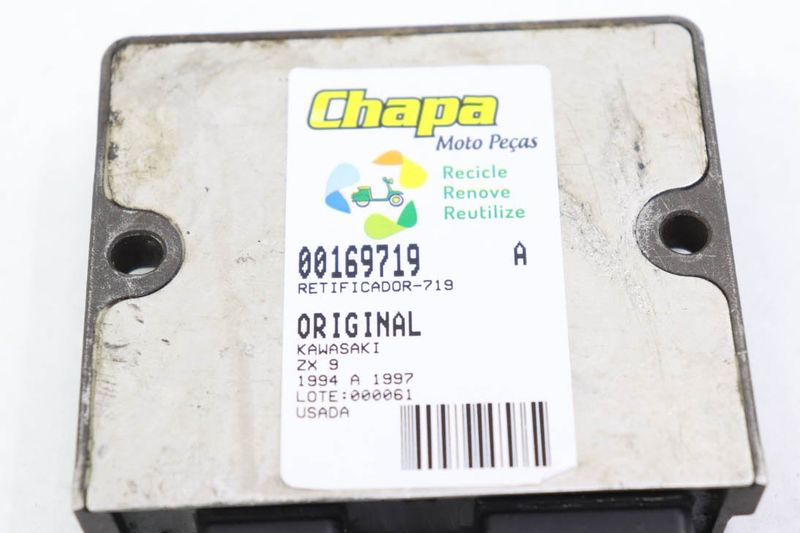 Chapa
Moto Peças
Recicle
Renove
Reutilize
00169719 A
RETIFICADOR-719
ORIGINAL
KAWASAKI
ZX 9
1994 A 1997
LOTE:000061
USADA